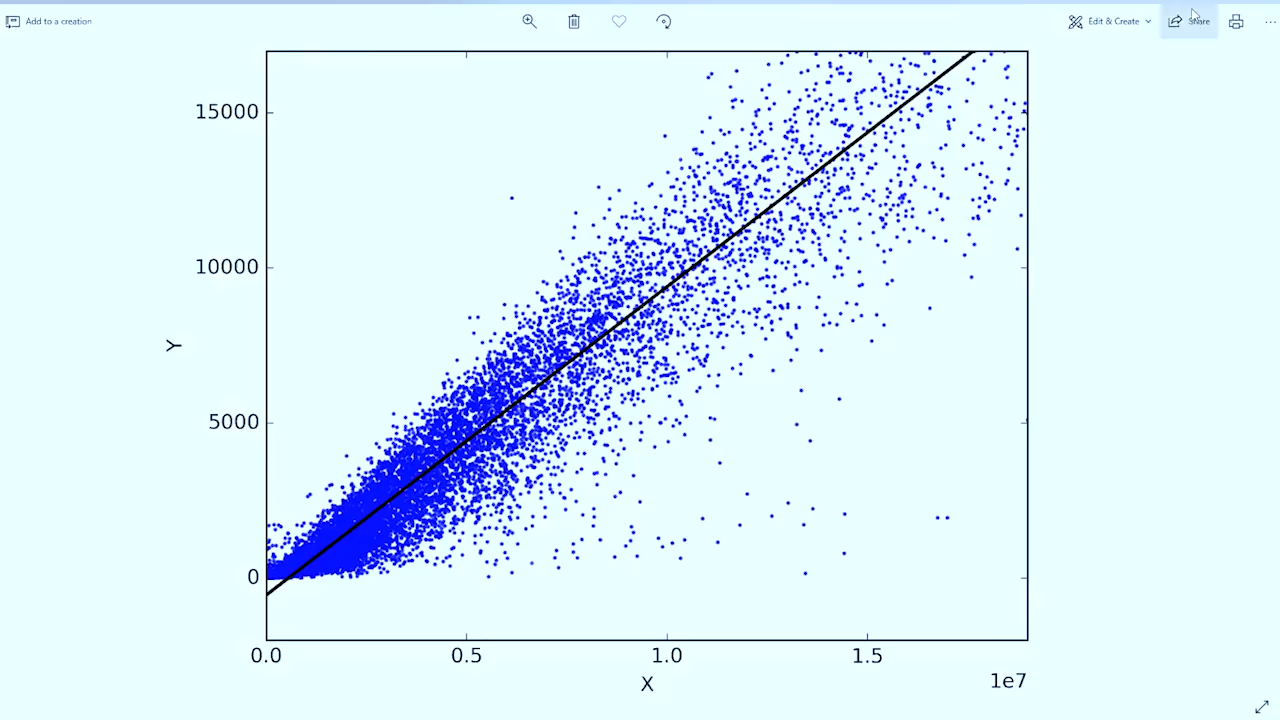 Add to a creation
Edit & Create
Share
15000
10000
Y
5000
0
0.0 0.5 1.0 1.5
X
1e7